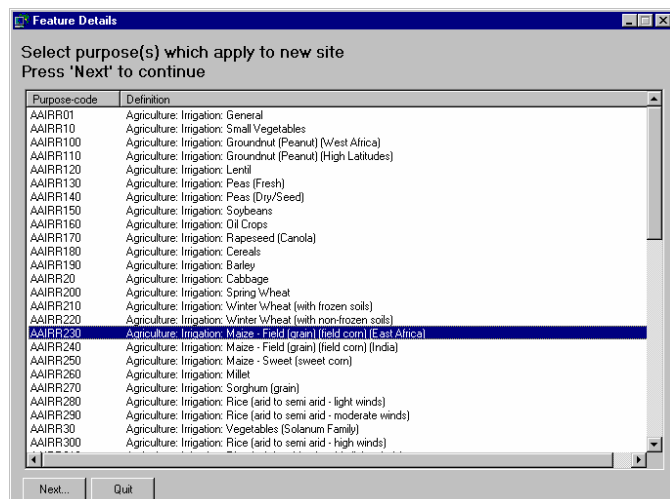 Feature Details
Select purpose(s) which apply to new site
Press 'Next' to continue
Purpose-code Definition
AAIRR01 Agriculture: Irrigation: General
AAIRR10 Agriculture: Irrigation: Small Vegetables
AAIRR100 Agriculture: Irrigation: Groundnut (Peanut) (West Africa)
AAIRR110 Agriculture: Irrigation: Groundnut (Peanut) (High Latitudes)
AAIRR120 Agriculture: Irrigation: Lentil
AAIRR130 Agriculture: Irrigation: Peas (Fresh)
AAIRR140 Agriculture: Irrigation: Peas (Dry/Seed)
AAIRR150 Agriculture: Irrigation: Soybeans
AAIRR160 Agriculture: Irrigation: Oil Crops
AAIRR170 Agriculture: Irrigation: Rapeseed (Canola)
AAIRR180 Agriculture: Irrigation: Cereals
AAIRR190 Agriculture: Irrigation: Barley
AAIRR20 Agriculture: Irrigation: Cabbage
AAIRR200 Agriculture: Irrigation: Spring Wheat
AAIRR210 Agriculture: Irrigation: Winter Wheat (with frozen soils)
AAIRR220 Agriculture: Irrigation: Winter Wheat (with non-frozen soils)
AAIRR230 Agriculture: Irrigation: Maize - Field (grain) (field corn) (East Africa)
AAIRR240 Agriculture: Irrigation: Maize - Field (grain) (field corn) (India)
AAIRR250 Agriculture: Irrigation: Maize - Sweet (sweet corn)
AAIRR260 Agriculture: Irrigation: Millet
AAIRR270 Agriculture: Irrigation: Sorghum (grain)
AAIRR280 Agriculture: Irrigation: Rice (arid to semi arid - light winds)
AAIRR290 Agriculture: Irrigation: Rice (arid to semi arid - moderate winds)
AAIRR30 Agriculture: Irrigation: Vegetables (Solanum Family)
AAIRR300 Agriculture: Irrigation: Rice (arid to semi arid - high winds)
Next... Quit